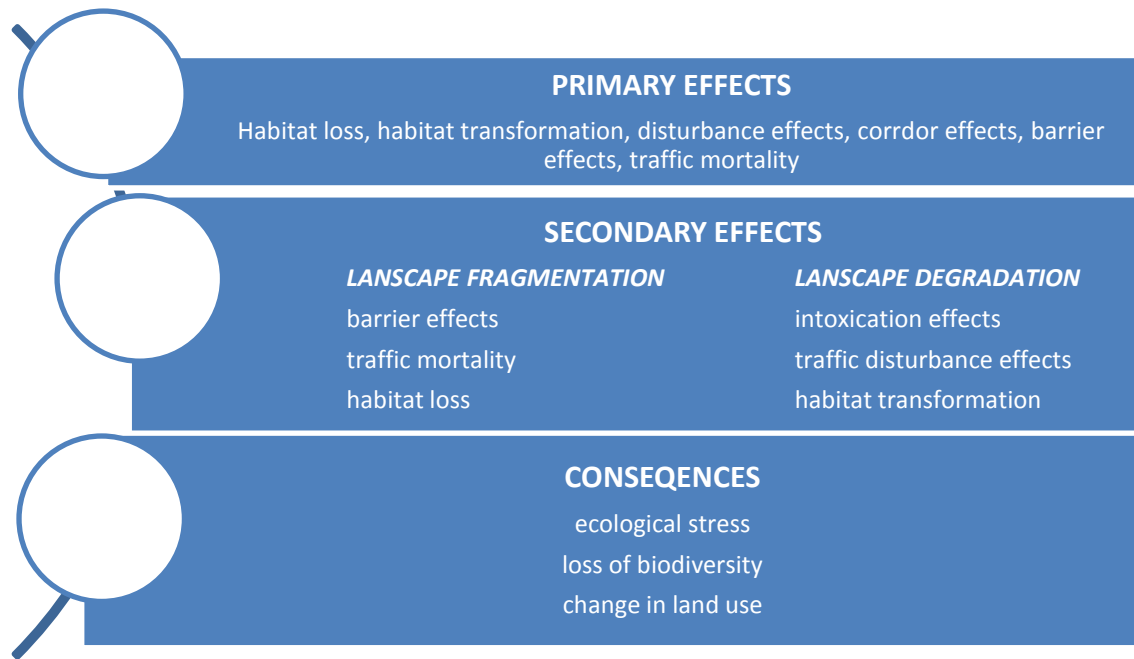 PRIMARY EFFECTS
Habitat loss, habitat transformation, disturbance effects, corrdor effects, barrier
effects, traffic mortality
SECONDARY EFFECTS
LANSCAPE FRAGMENTATION
barrier effects
traffic mortality
habitat loss
LANSCAPE DEGRADATION
intoxication effects
traffic disturbance effects
habitat transformation
CONSEQENCES
ecological stress
loss of biodiversity
change in land use